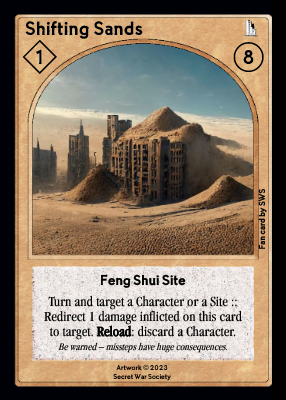 Shifting Sands
1
8
Fan card by SWS
Feng Shui Site
Turn and target a Character or a Site ::
Redirect 1 damage inflicted on this card
to target. Reload: discard a Character.
Be warned – missteps have huge consequences.
Artwork © 2023
Secret War Society